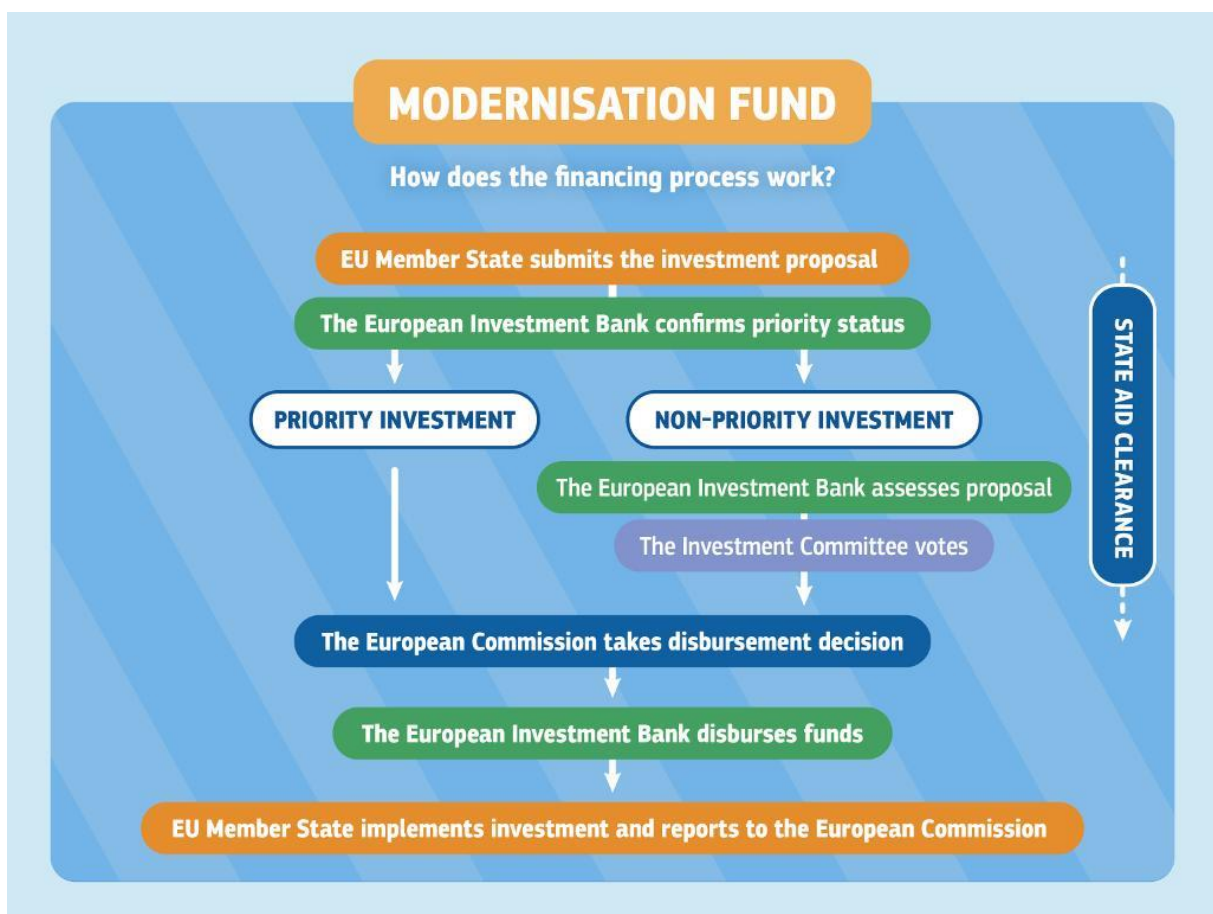 MODERNISATION FUND
How does the financing process work?
EU Member State submits the investment proposal
The European Investment Bank confirms priority status
PRIORITY INVESTMENT
NON-PRIORITY INVESTMENT
The European Investment Bank assesses proposal
The Investment Committee votes
The European Commission takes disbursement decision
The European Investment Bank disburses funds
EU Member State implements investment and reports to the European Commission
STATE AID CLEARANCE